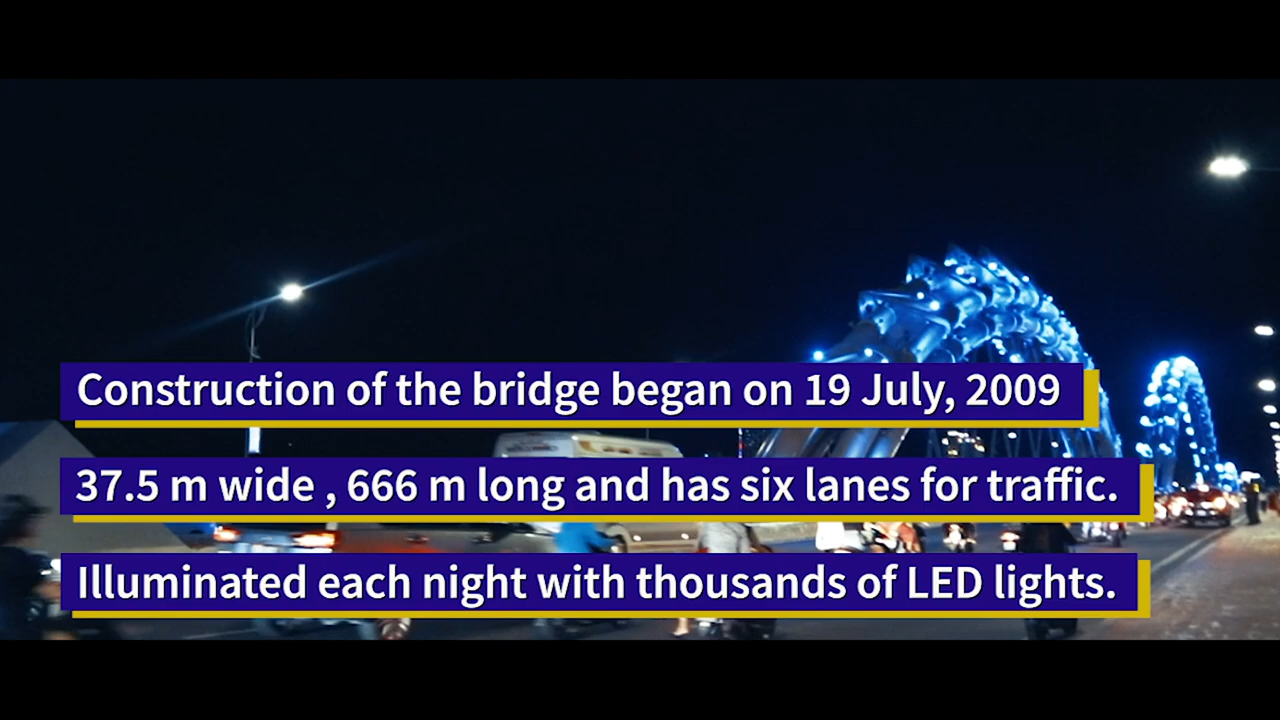 Construction of the bridge began on 19 July, 2009
37.5 m wide , 666 m long and has six lanes for traffic.
Illuminated each night with thousands of LED lights.